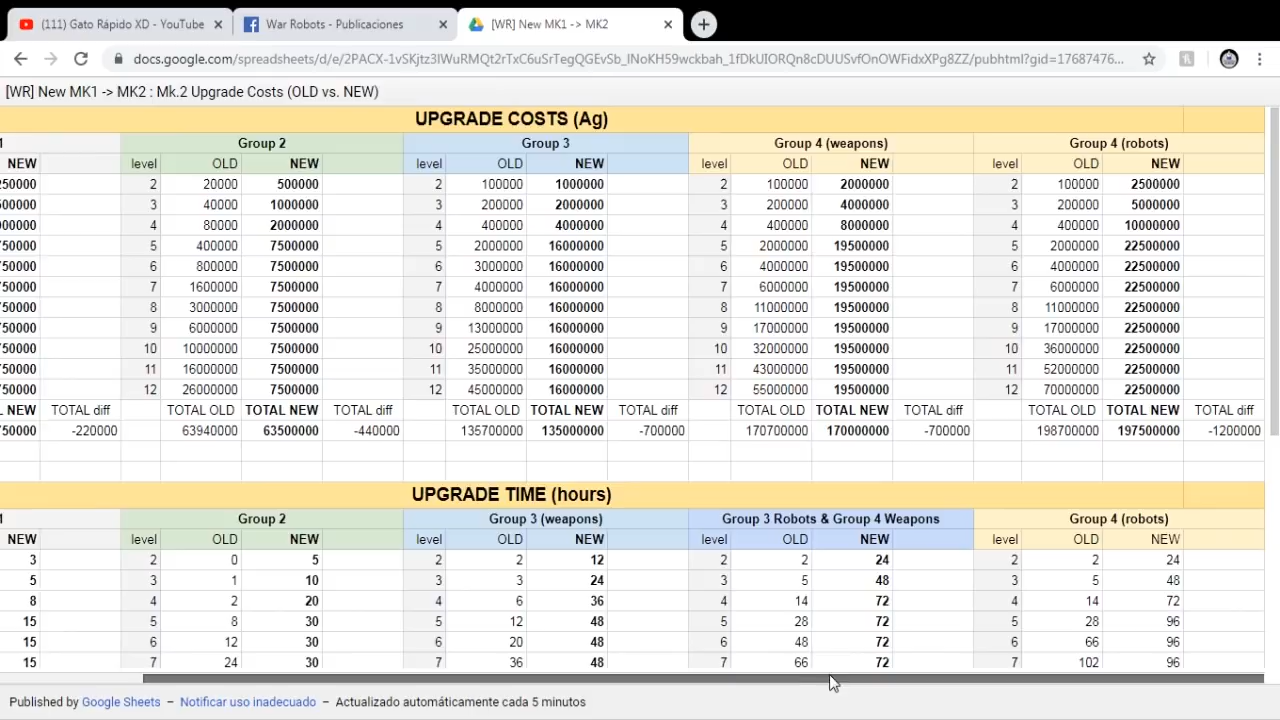 (111) Gato Rápido XD - YouTube
War Robots - Publicaciones
[WR] New MK1 -> MK2
docs.google.com/spreadsheets/d/e/2PACX-1vSKjtz3IWuRMQt2rTxC6uSrTegQGEvSb_lNoKH59wckbah_1fDkUIORQn8cDUUSvfOnOWFidxXPg8ZZ/pubhtml?gid=17687476...
[WR] New MK1 -> MK2 : Mk.2 Upgrade Costs (OLD vs. NEW)
UPGRADE COSTS (Ag)
1 Group 2 Group 3 Group 4 (weapons) Group 4 (robots)
NEW level OLD NEW level OLD NEW level OLD NEW level OLD NEW
250000 2 20000 500000 2 100000 1000000 2 100000 2000000 2 100000 2500000
500000 3 40000 1000000 3 200000 2000000 3 200000 4000000 3 200000 5000000
000000 4 80000 2000000 4 400000 4000000 4 400000 8000000 4 400000 10000000
750000 5 400000 7500000 5 2000000 16000000 5 2000000 19500000 5 2000000 22500000
750000 6 800000 7500000 6 3000000 16000000 6 4000000 19500000 6 4000000 22500000
750000 7 1600000 7500000 7 4000000 16000000 7 6000000 19500000 7 6000000 22500000
750000 8 3000000 7500000 8 8000000 16000000 8 11000000 19500000 8 11000000 22500000
750000 9 6000000 7500000 9 13000000 16000000 9 17000000 19500000 9 17000000 22500000
750000 10 10000000 7500000 10 25000000 16000000 10 32000000 19500000 10 36000000 22500000
750000 11 16000000 7500000 11 35000000 16000000 11 43000000 19500000 11 52000000 22500000
750000 12 26000000 7500000 12 45000000 16000000 12 55000000 19500000 12 70000000 22500000
L NEW TOTAL diff TOTAL OLD TOTAL NEW TOTAL diff TOTAL OLD TOTAL NEW TOTAL diff TOTAL OLD TOTAL NEW TOTAL diff TOTAL OLD TOTAL NEW TOTAL diff
750000 -220000 63940000 63500000 -440000 135700000 135000000 -700000 170700000 170000000 -700000 198700000 197500000 -1200000
UPGRADE TIME (hours)
1 Group 2 Group 3 (weapons) Group 3 Robots & Group 4 Weapons Group 4 (robots)
NEW level OLD NEW level OLD NEW level OLD NEW level OLD NEW
3 2 0 5 2 2 12 2 2 24 2 2 24
5 3 1 10 3 3 24 3 5 48 3 5 48
8 4 2 20 4 6 36 4 14 72 4 14 72
15 5 8 30 5 12 48 5 28 72 5 28 96
15 6 12 30 6 20 48 6 48 72 6 66 96
15 7 24 30 7 36 48 7 66 72 7 102 96
Published by Google Sheets – Notificar uso inadecuado – Actualizado automáticamente cada 5 minutos